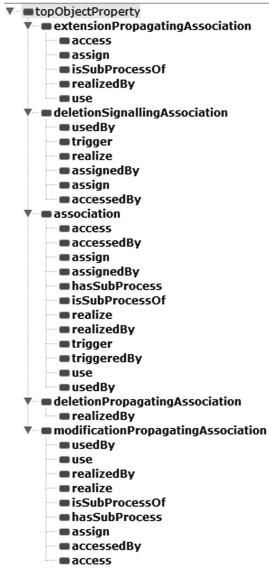 topObjectProperty
extensionPropagatingAssociation
access
assign
isSubProcessOf
realizedBy
use
deletionSignallingAssociation
usedBy
trigger
realize
assignedBy
assign
accessedBy
association
access
accessedBy
assign
assignedBy
hasSubProcess
isSubProcessOf
realize
realizedBy
trigger
triggeredBy
use
usedBy
deletionPropagatingAssociation
realizedBy
modificationPropagatingAssociation
usedBy
use
realizedBy
realize
isSubProcessOf
hasSubProcess
assign
accessedBy
access